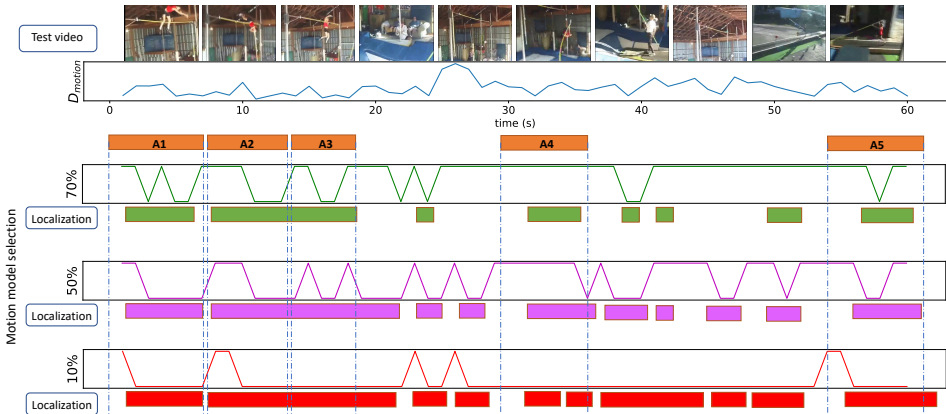 Test video
D_motion
0 10 20 30 40 50 60
time (s)
A1 A2 A3 A4 A5
Motion model selection
70%
Localization
50%
Localization
10%
Localization